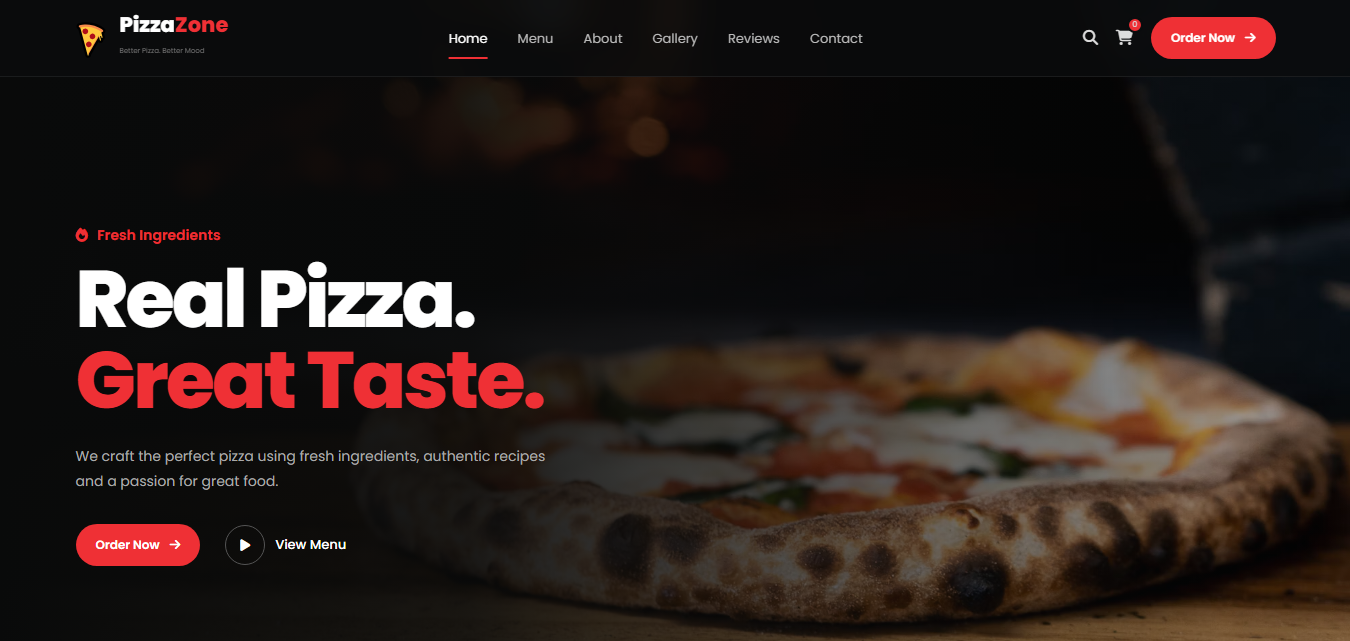 PizzaZone
Better Pizza. Better Mood
Home Menu About Gallery Reviews Contact
0
Order Now
Fresh Ingredients
Real Pizza.
Great Taste.
We craft the perfect pizza using fresh ingredients, authentic recipes
and a passion for great food.
Order Now
View Menu